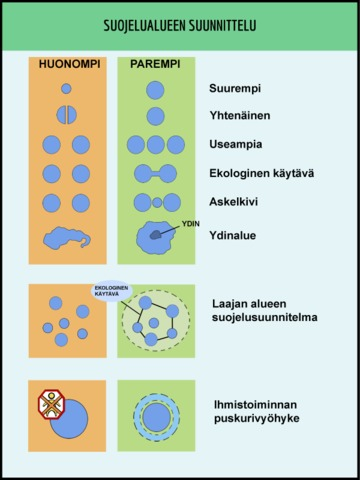 SUOJELUALUEEN SUUNNITTELU
HUONOMPI
PAREMPI
Suurempi
Yhtenäinen
Useampia
Ekologinen käytävä
Askelkivi
YDIN
Ydinalue
EKOLOGINEN
KÄYTÄVÄ
Laajan alueen
suojelusuunnitelma
Ihmistoiminnan
puskurivyöhyke